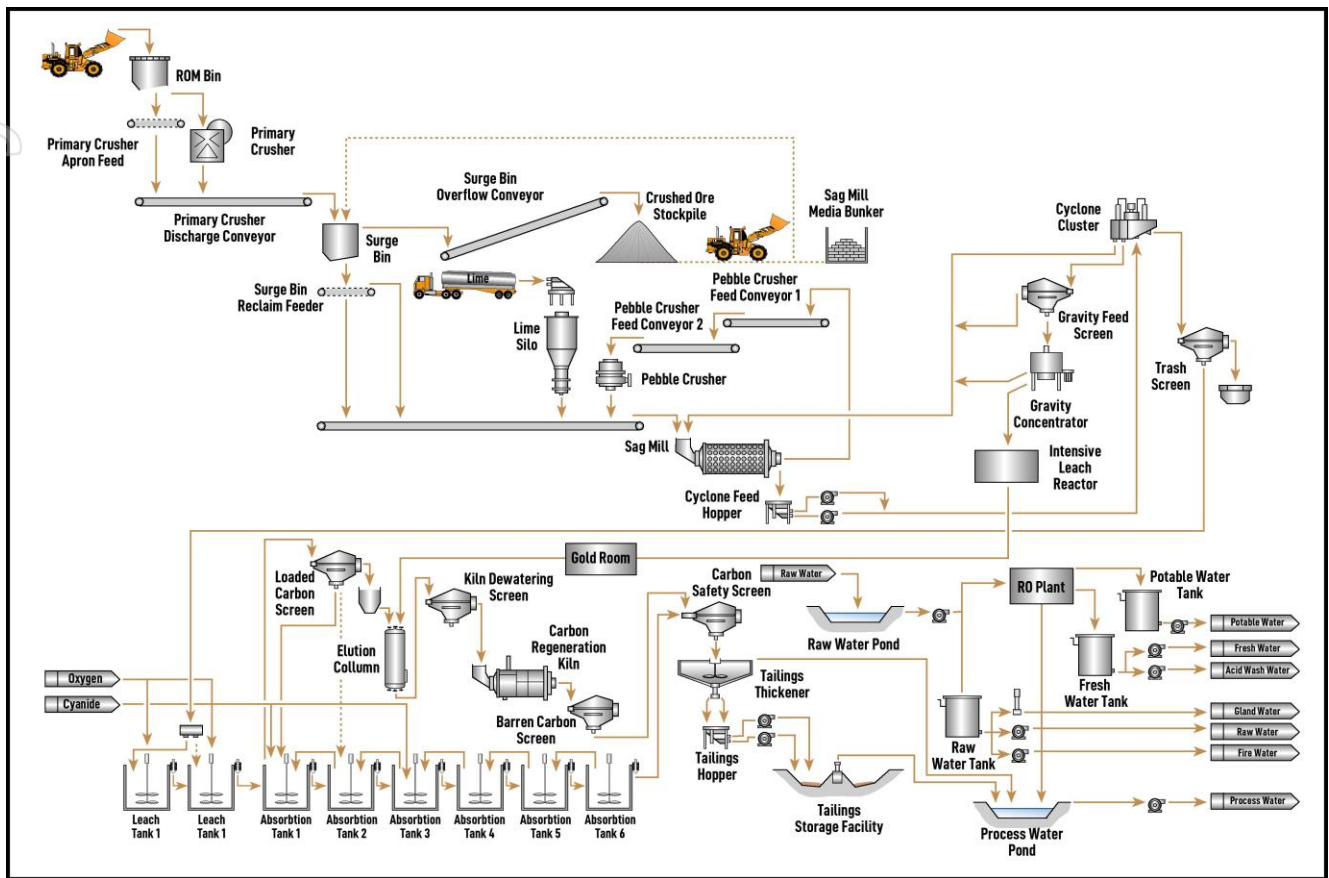 ROM Bin
Primary Crusher
Apron Feed
Primary
Crusher
Primary Crusher
Discharge Conveyor
Surge
Bin
Surge Bin
Overflow Conveyor
Crushed Ore
Stockpile
Sag Mill
Media Bunker
Cyclone
Cluster
Surge Bin
Reclaim Feeder
Lime
Lime
Silo
Pebble Crusher
Feed Conveyor 1
Pebble Crusher
Feed Conveyor 2
Pebble Crusher
Gravity Feed
Screen
Trash
Screen
Gravity
Concentrator
Sag Mill
Intensive
Leach
Reactor
Cyclone Feed
Hopper
Gold Room
Loaded
Carbon
Screen
Kiln Dewatering
Screen
Carbon
Safety Screen
Raw Water
Raw Water Pond
RO Plant
Potable Water
Tank
Potable Water
Fresh Water
Acid Wash Water
Fresh
Water Tank
Elution
Collumn
Carbon
Regeneration
Kiln
Barren Carbon
Screen
Tailings
Thickener
Tailings
Hopper
Oxygen
Cyanide
Raw
Water Tank
Gland Water
Raw Water
Fire Water
Process Water
Leach
Tank 1
Leach
Tank 1
Absorbtion
Tank 1
Absorbtion
Tank 2
Absorbtion
Tank 3
Absorbtion
Tank 4
Absorbtion
Tank 5
Absorbtion
Tank 6
Tailings
Storage Facility
Process Water
Pond